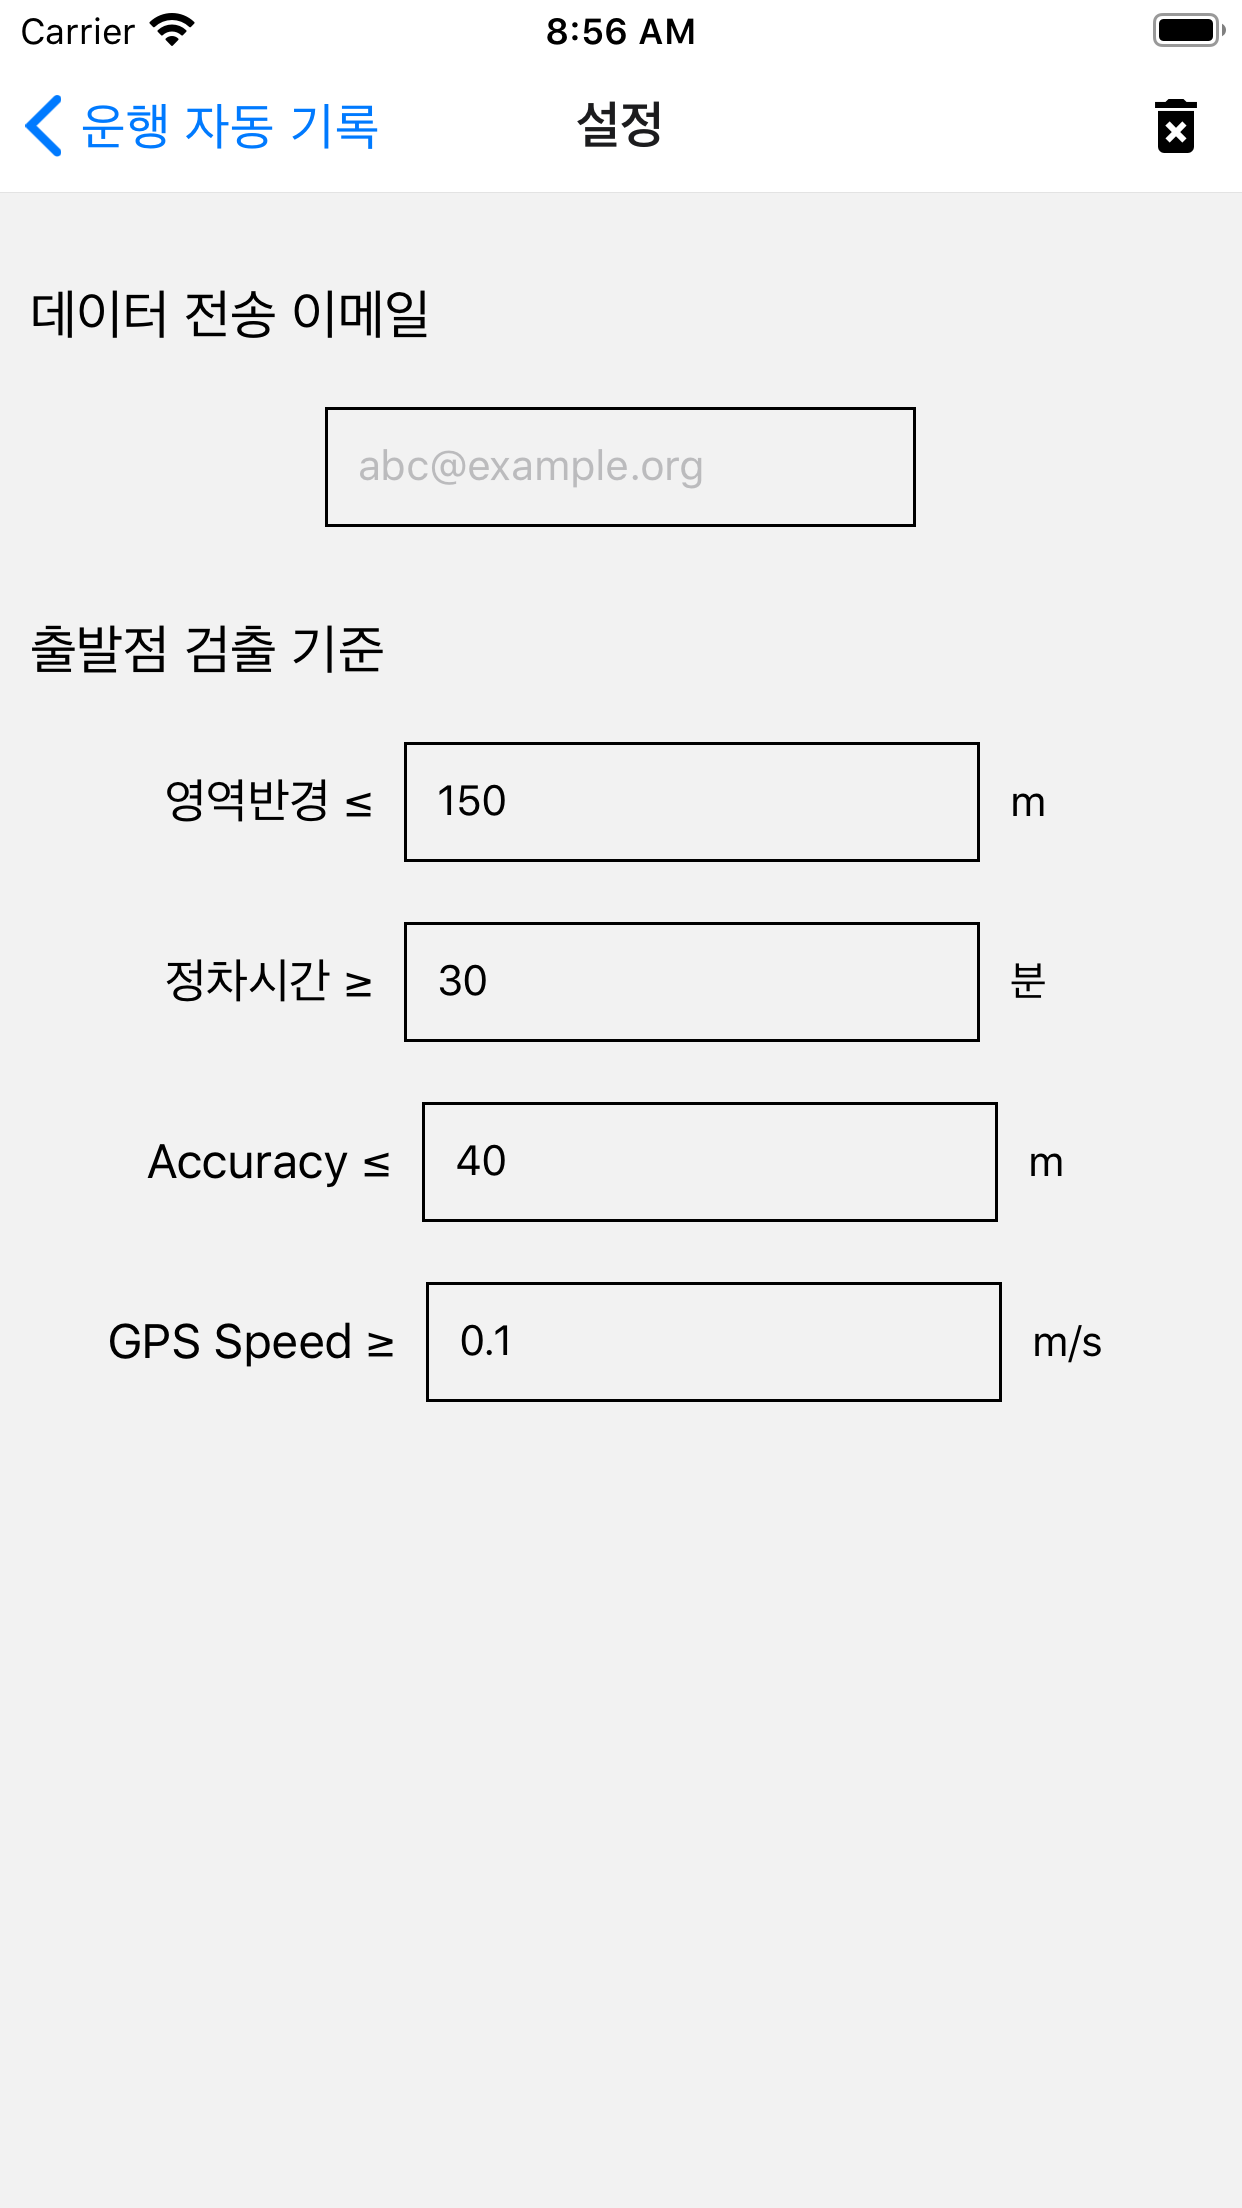 Carrier 8:56 AM
운행 자동 기록 설정
데이터 전송 이메일
abc@example.org
출발점 검출 기준
영역반경 ≤ 150 m
정차시간 ≥ 30 분
Accuracy ≤ 40 m
GPS Speed ≥ 0.1 m/s